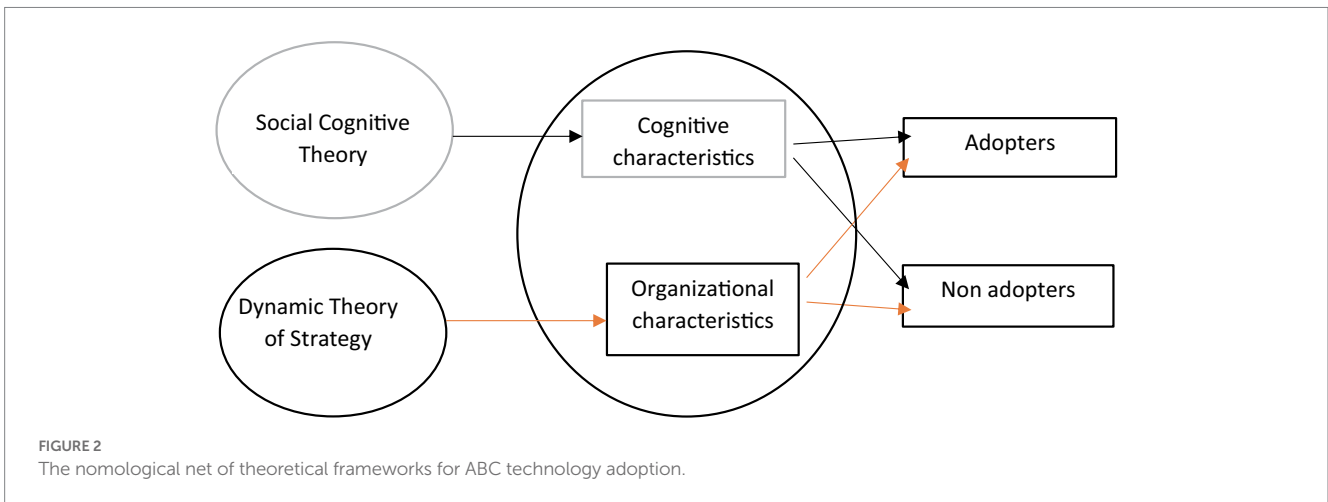 Social Cognitive
Theory
Cognitive
characteristics
Adopters
Dynamic Theory
of Strategy
Organizational
characteristics
Non adopters
FIGURE 2
The nomological net of theoretical frameworks for ABC technology adoption.